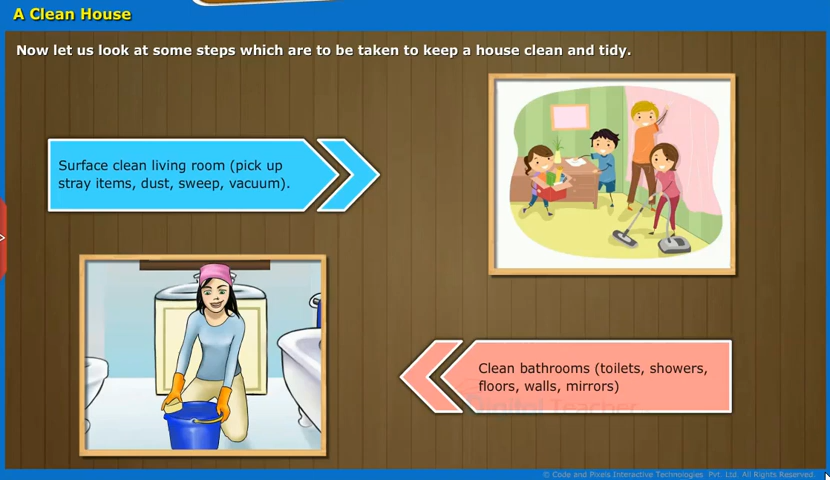 A Clean House
Now let us look at some steps which are to be taken to keep a house clean and tidy.
Surface clean living room (pick up
stray items, dust, sweep, vacuum).
Clean bathrooms (toilets, showers,
floors, walls, mirrors)
Digital Teacher
© Code and Pixels Interactive Technologies Pvt. Ltd. All Rights Reserved.